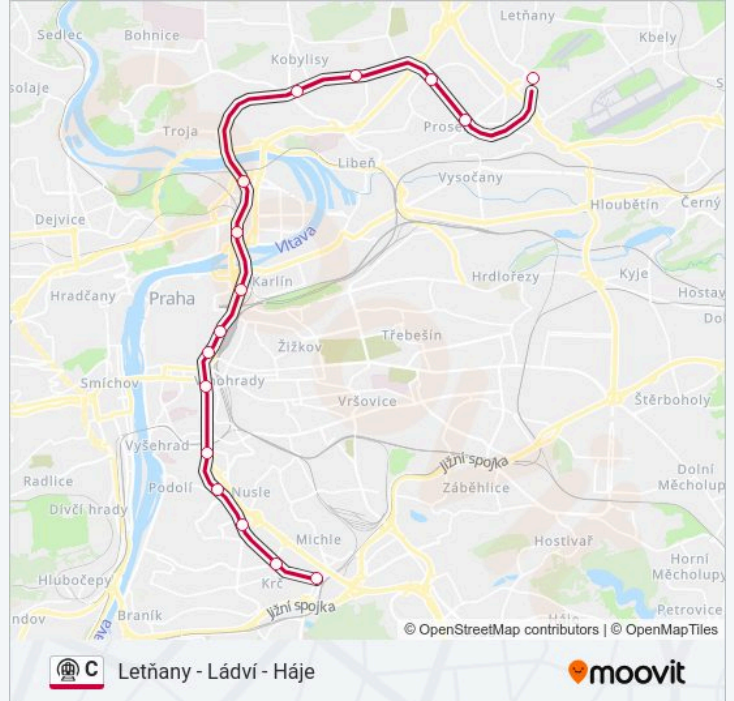 Letňany
Sedlec
Bohnice
Kbely
Kobylisy
Troja
Prosek
Libeň
Vysočany
Hloubětín
Černý
Dejvice
Vltava
Hrdlořezy
Kyje
Karlín
Hradčany
Praha
Hostav
Třebešín
Žižkov
Smíchov
Vinohrady
Vršovice
Štěrboholy
Vyšehrad
Jižní spojka
Radlice
Podolí
Nusle
Záběhlice
Dolní
Měcholup
Dívčí hrady
Michle
Hostivař
Horní
Měcholupy
Hlubočepy
Krč
Jižní spojka
Petrovice
Braník
Háje
© OpenStreetMap contributors | © OpenMapTiles
C Letňany - Ládví - Háje
moovit